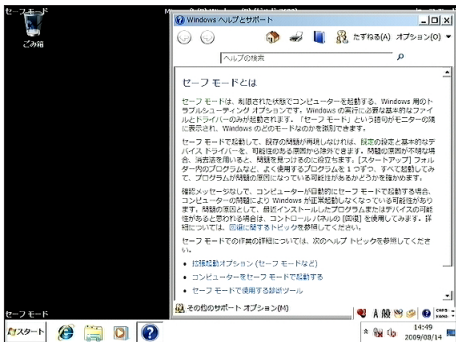 セーフ モード
ごみ箱
Windows ヘルプとサポート
たずねる(A) オプション(O)
ヘルプの検索
セーフ モードとは
セーフ モードは、制限された状態でコンピューターを起動する、Windows 用のト
ラブルシューティング オプションです。Windows の実行に必要な基本的なファイ
ルとドライバーのみが起動されます。「セーフ モード」という語句がモニターの隅
に表示され、Windows のどのモードなのかを識別できます。
セーフ モードで起動して、既存の問題が再現しなければ、既定の設定と基本的なデ
バイス ドライバーを、可能性のある原因から除外できます。問題の原因が不明な場
合、消去法を用いると、問題を見つけるのに役立ちます。[スタートアップ] フォル
ダー内のプログラムなど、よく使用するプログラムを 1 つずつ、すべて起動してみ
て、プログラムが問題の原因になっている可能性があるかどうかを確かめます。
確認メッセージなしで、コンピューターが自動的にセーフ モードで起動する場合、
コンピューターの問題により Windows が正常起動しなくなっている可能性があり
ます。問題の原因として、最近インストールしたプログラムまたはデバイスの可能
性があると思われる場合は、コントロール パネルの [回復] を使用してみます。詳
細については、回復に関するトピックを参照してください。
セーフ モードでの作業の詳細については、次のヘルプ トピックを参照してくださ
い。
拡張起動オプション (セーフ モードなど)
コンピューターをセーフ モードで起動する
セーフ モードで使用する診断ツール
その他のサポート オプション(M)
セーフ モード
スタート
A 般
CAPS
KANA
14:49
2009/08/14